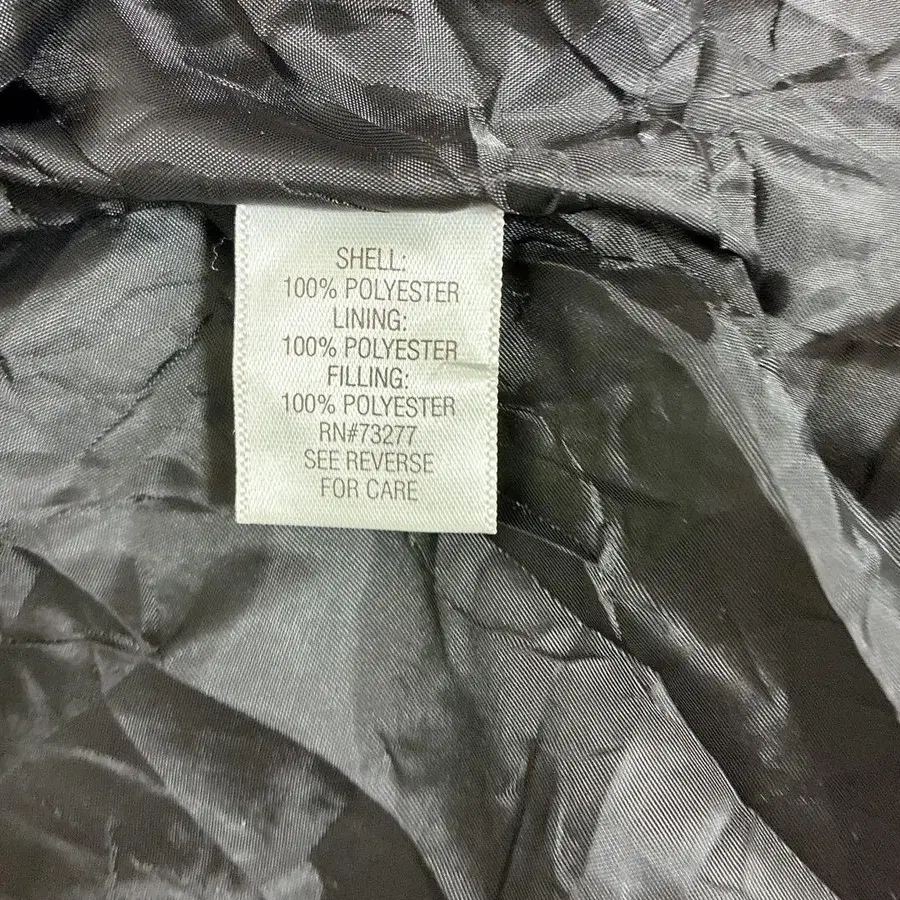 SHELL:
100% POLYESTER
LINING:
100% POLYESTER
FILLING:
100% POLYESTER
RN#73277
SEE REVERSE
FOR CARE